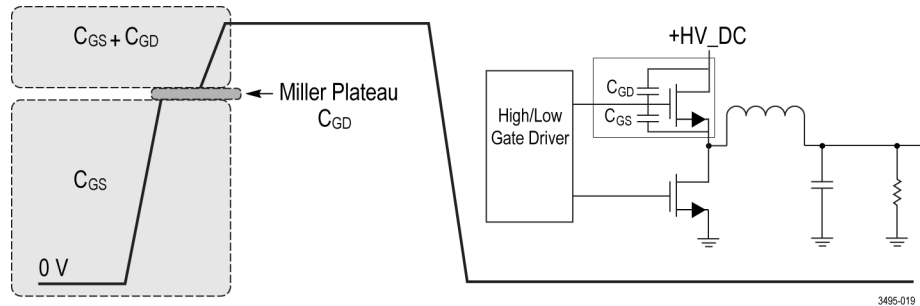 C_GS + C_GD
Miller Plateau
C_GD
C_GS
0 V
+HV_DC
C_GD
C_GS
High/Low
Gate Driver
3495-019